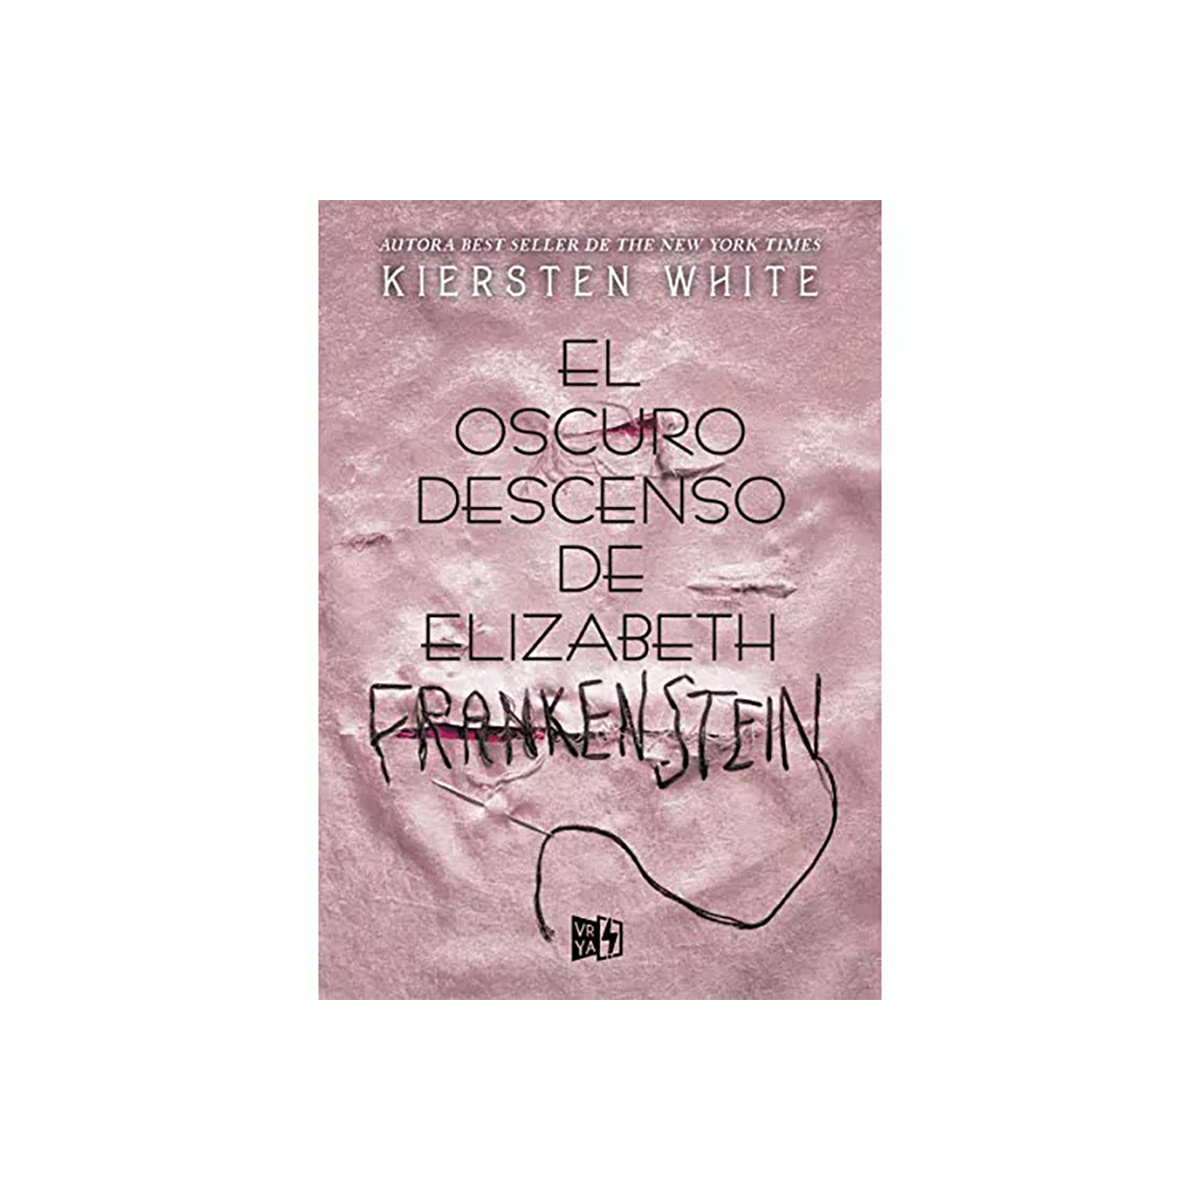 AUTORA BEST SELLER DE THE NEW YORK TIMES
KIERSTEN WHITE
EL
OSCURO
DESCENSO
DE
ELIZABETH
FRANKENSTEIN
VR
YA